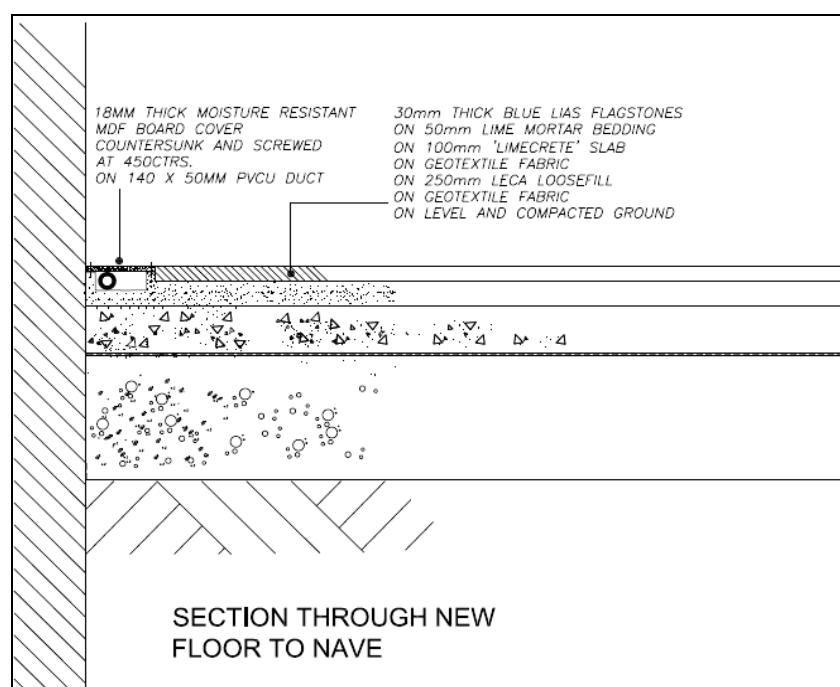 18MM THICK MOISTURE RESISTANT
MDF BOARD COVER
COUNTERSUNK AND SCREWED
AT 450CTRS.
ON 140 X 50MM PVCU DUCT
30mm THICK BLUE LIAS FLAGSTONES
ON 50mm LIME MORTAR BEDDING
ON 100mm 'LIMECRETE' SLAB
ON GEOTEXTILE FABRIC
ON 250mm LECA LOOSEFILL
ON GEOTEXTILE FABRIC
ON LEVEL AND COMPACTED GROUND
SECTION THROUGH NEW
FLOOR TO NAVE